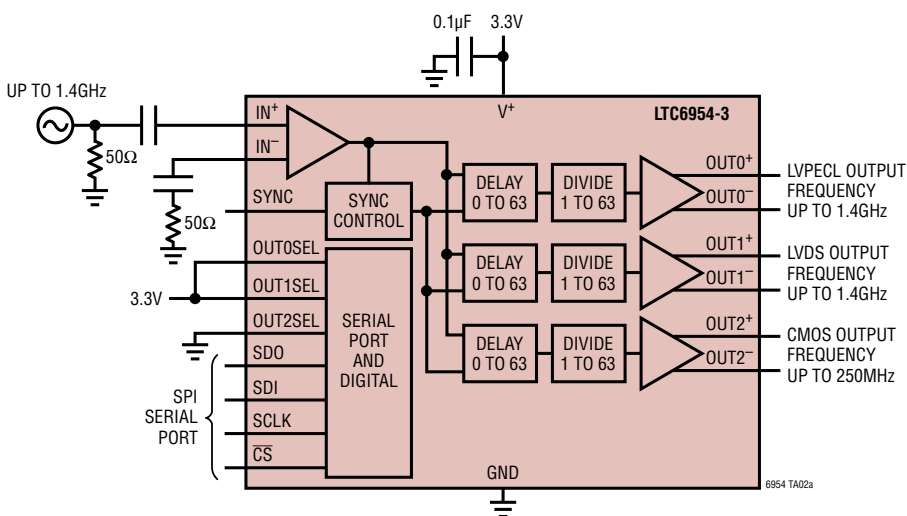 0.1µF 3.3V
UP TO 1.4GHz
50Ω
50Ω
IN+
IN−
SYNC
OUT0SEL
OUT1SEL
OUT2SEL
3.3V
SDO
SDI
SCLK
CS
SPI
SERIAL
PORT
V+
LTC6954-3
SYNC
CONTROL
SERIAL
PORT
AND
DIGITAL
DELAY
0 TO 63
DIVIDE
1 TO 63
DELAY
0 TO 63
DIVIDE
1 TO 63
DELAY
0 TO 63
DIVIDE
1 TO 63
OUT0+
OUT0−
LVPECL OUTPUT
FREQUENCY
UP TO 1.4GHz
OUT1+
OUT1−
LVDS OUTPUT
FREQUENCY
UP TO 1.4GHz
OUT2+
OUT2−
CMOS OUTPUT
FREQUENCY
UP TO 250MHz
GND
6954 TA02a